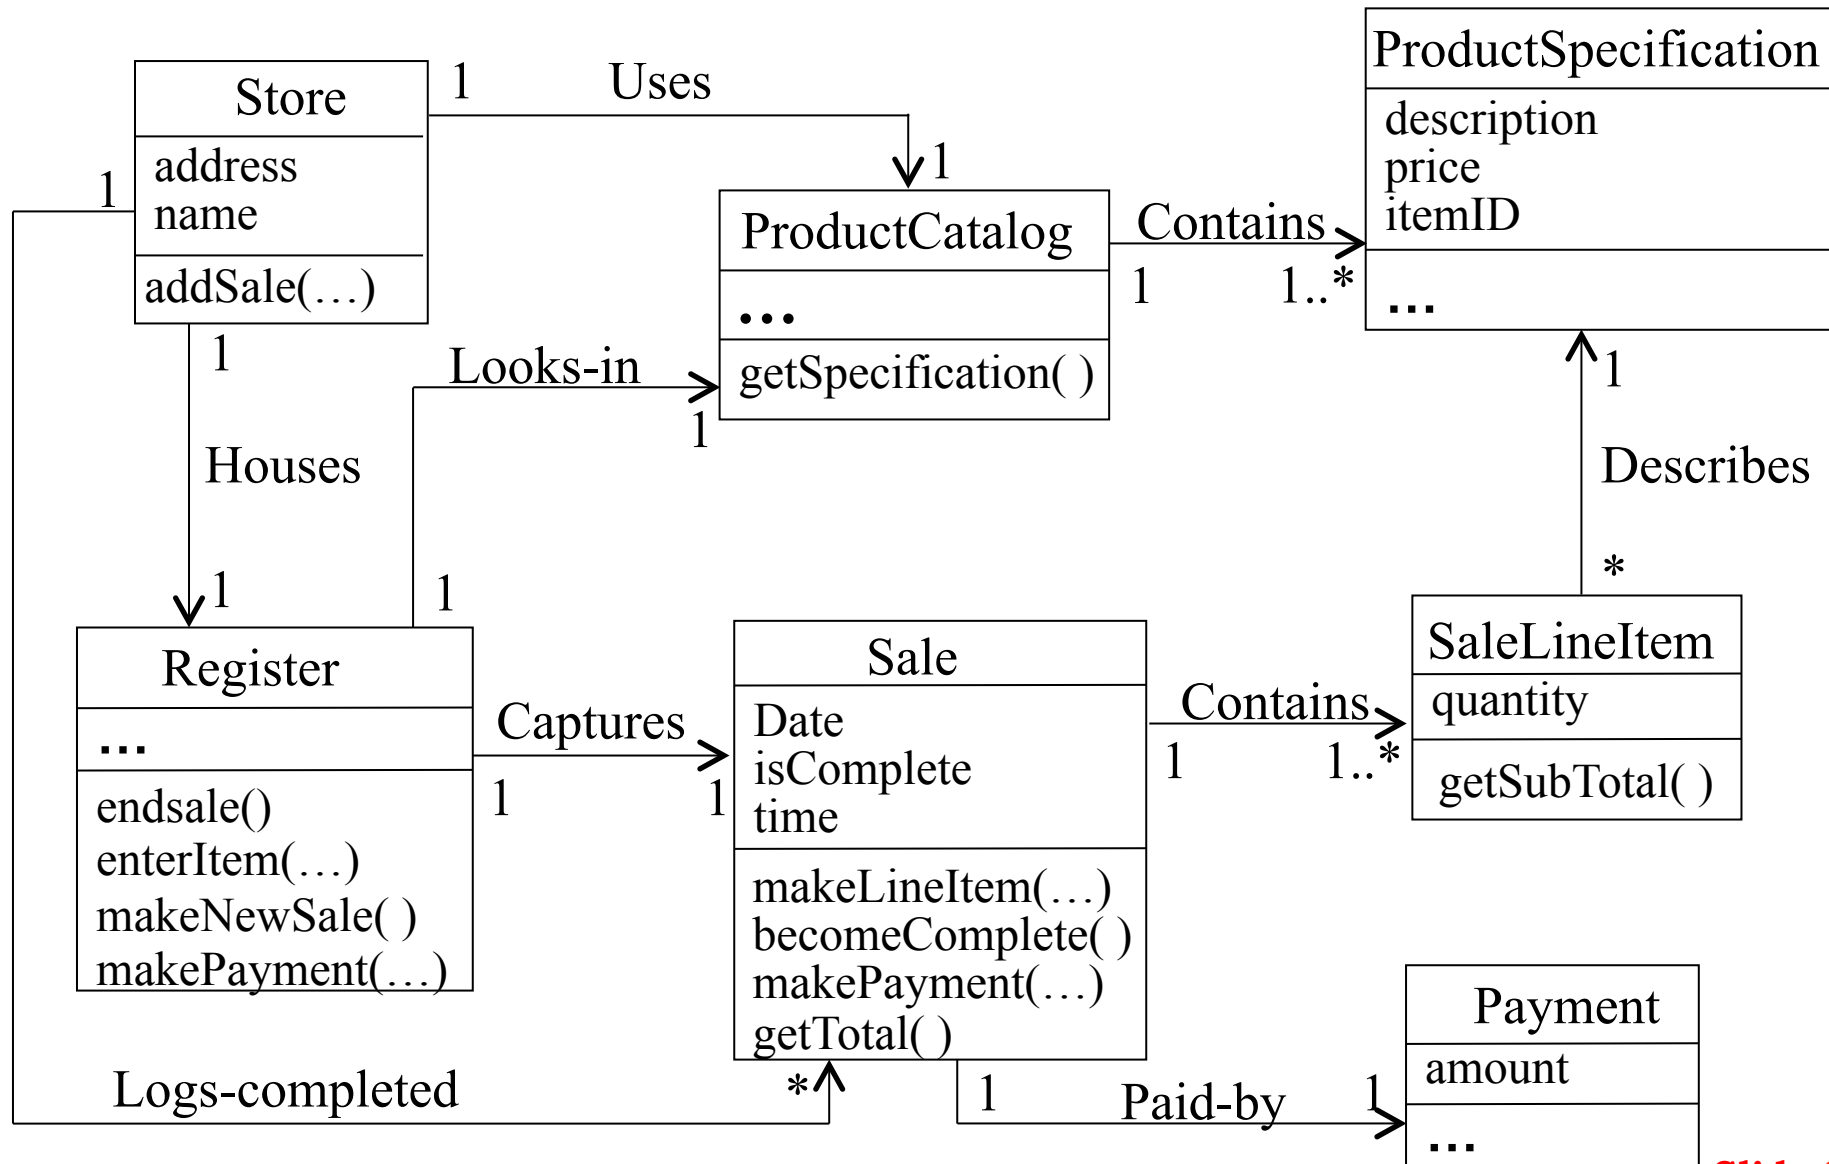 Store
address
name
addSale(…)
1
Uses
1
1
1
Houses
1
ProductCatalog
…
getSpecification( )
Looks-in
1
1
Contains
1
1..*
ProductSpecification
description
price
itemID
…
1
Describes
*
Register
…
endsale()
enterItem(…)
makeNewSale( )
makePayment(…)
Captures
1
1
Sale
Date
isComplete
time
makeLineItem(…)
becomeComplete( )
makePayment(…)
getTotal( )
Contains
1
1..*
SaleLineItem
quantity
getSubTotal( )
Logs-completed
*
1
Paid-by
1
Payment
amount
…